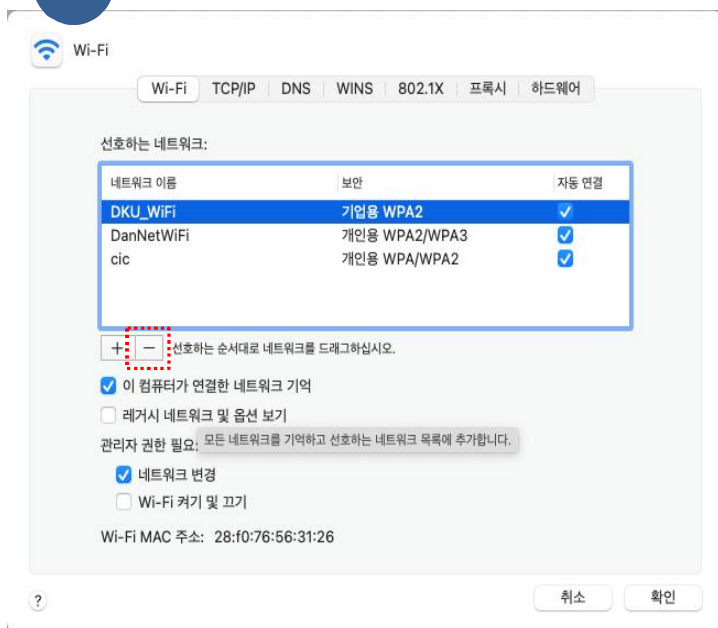 Wi-Fi
Wi-Fi TCP/IP DNS WINS 802.1X 프록시 하드웨어
선호하는 네트워크:
네트워크 이름 보안 자동 연결
DKU_WiFi 기업용 WPA2
DanNetWiFi 개인용 WPA2/WPA3
cic 개인용 WPA/WPA2
+ − 선호하는 순서대로 네트워크를 드래그하십시오.
이 컴퓨터가 연결한 네트워크 기억
레거시 네트워크 및 옵션 보기
모든 네트워크를 기억하고 선호하는 네트워크 목록에 추가합니다.
관리자 권한 필요:
네트워크 변경
Wi-Fi 켜기 및 끄기
Wi-Fi MAC 주소: 28:f0:76:56:31:26
? 취소 확인